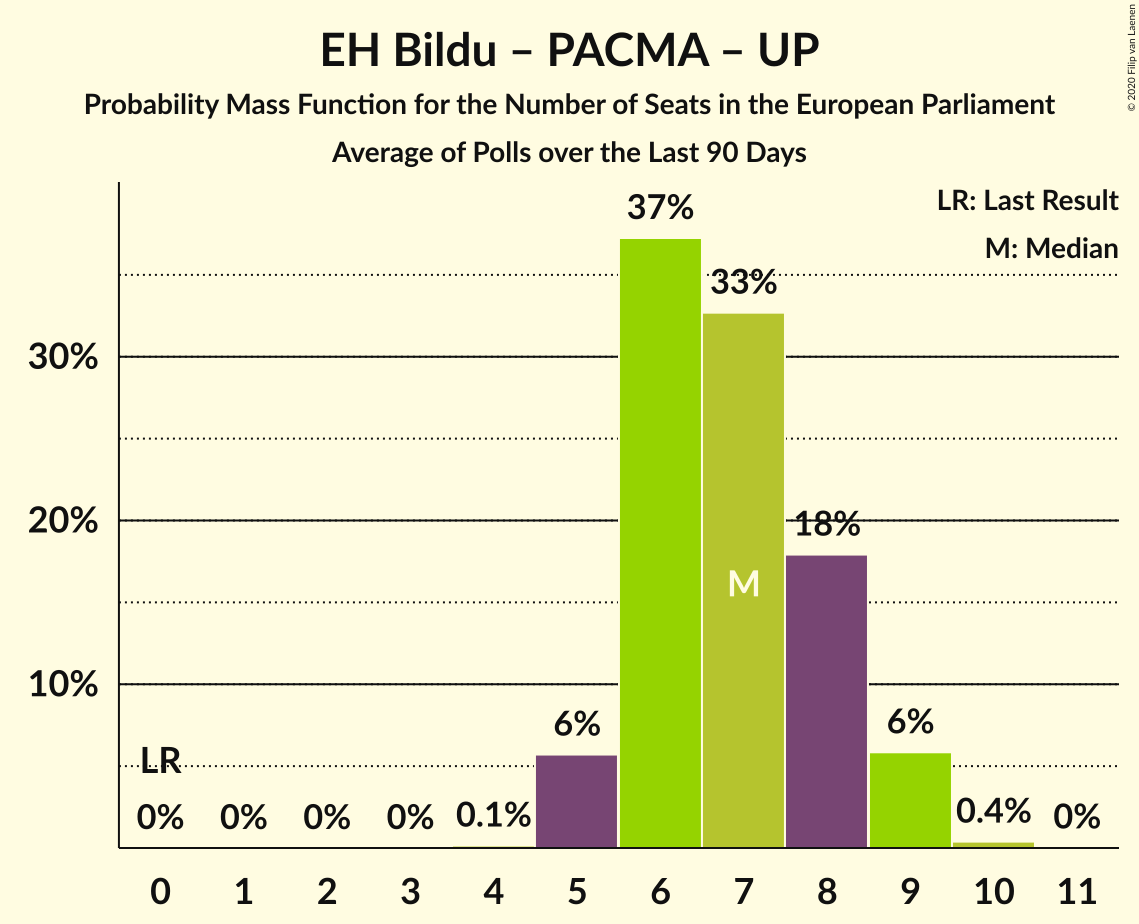 EH Bildu – PACMA – UP
Probability Mass Function for the Number of Seats in the European Parliament
Average of Polls over the Last 90 Days
© 2020 Filip van Laenen
LR: Last Result
M: Median
37%
33%
30%
20%
18%
M
10%
LR
6%
6%
0% 0% 0% 0% 0.1% 0.4% 0%
0 1 2 3 4 5 6 7 8 9 10 11